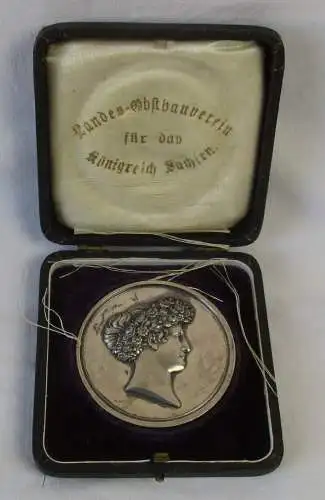 Landes-Obstbauverein
für das
Königreich Sachsen.